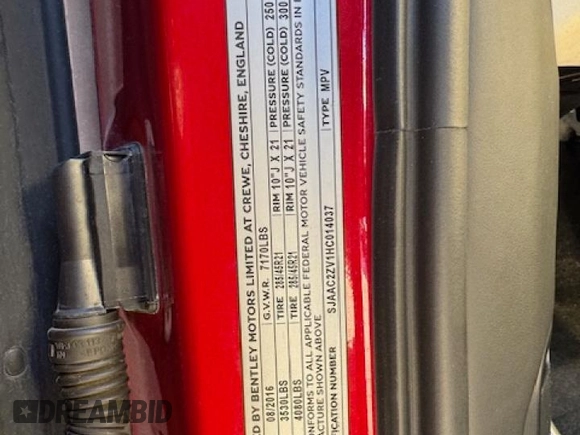 D BY BENTLEY MOTORS LIMITED AT CREWE, CHESHIRE, ENGLAND
08/2016 G.V.W.R. 7170LBS
3530LBS TIRE 285/45R21 RIM 10"J X 21 PRESSURE (COLD) 250
4080LBS TIRE 285/45R21 RIM 10"J X 21 PRESSURE (COLD) 300
NFORMS TO ALL APPLICABLE FEDERAL MOTOR VEHICLE SAFETY STANDARDS IN
ACTURE SHOWN ABOVE
ICATION NUMBER SJAAC2ZV1HC014037 TYPE MPV
DREAMBID